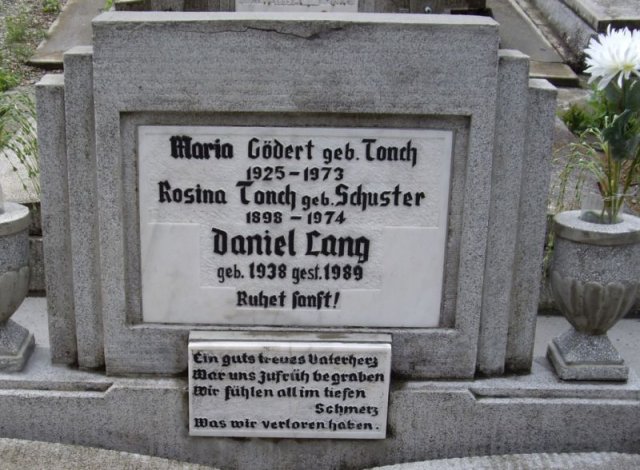 Maria Gödert geb. Tonch
1925 - 1973
Rosina Tonch geb. Schuster
1898 - 1974
Daniel Lang
geb. 1938 gest. 1989
Ruhet sanft!
Ein guts treues Vaterherz
War uns zufrüh begraben
Wir fühlen all im tiefen
Schmerz
Was wir verloren haben.